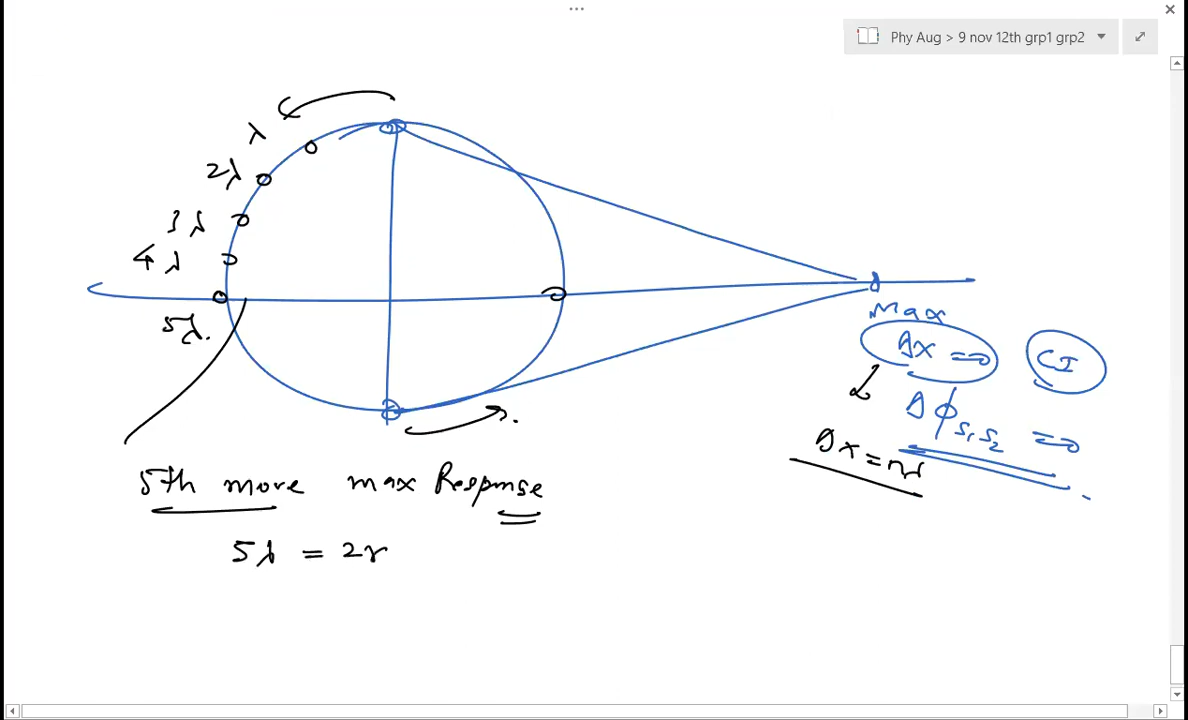 Phy Aug > 9 nov 12th grp1 grp2
λ
2λ
3λ
4λ
5λ.
Max
Δx ⇒ CI
Δϕ S₁S₂ ⇒
Δx = nλ
5th more max Response
5λ = 2r